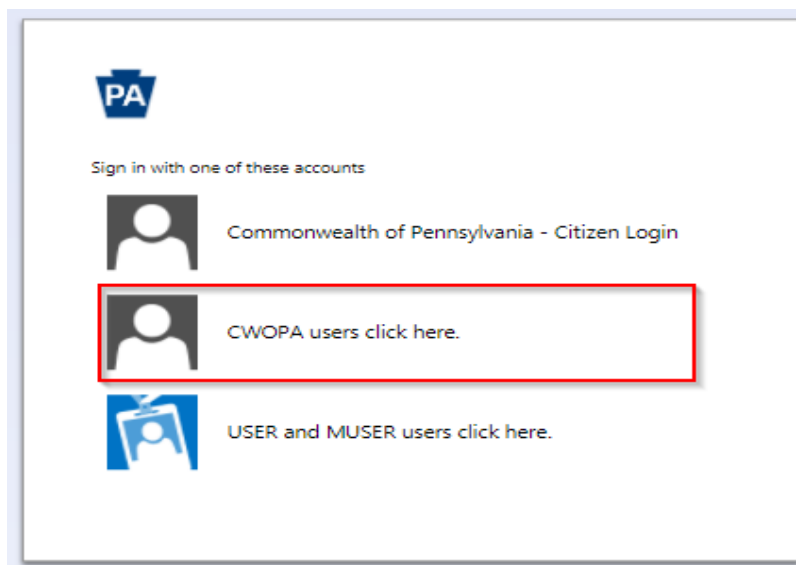 PA
Sign in with one of these accounts
Commonwealth of Pennsylvania - Citizen Login
CWOPA users click here.
USER and MUSER users click here.